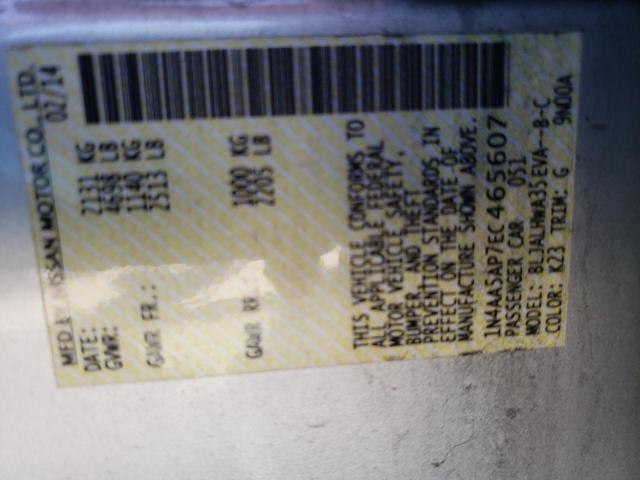 MFD BY NISSAN MOTOR CO., LTD.
DATE: 02/14
GVWR: 2131 KG
4698 LB
GAWR FR.: 1140 KG
2513 LB
GAWR RR.: 1000 KG
2205 LB
THIS VEHICLE CONFORMS TO
ALL APPLICABLE FEDERAL
MOTOR VEHICLE SAFETY,
BUMPER, AND THEFT
PREVENTION STANDARDS IN
EFFECT ON THE DATE OF
MANUFACTURE SHOWN ABOVE.
1N4AA5AP7EC465607
PASSENGER CAR 051
MODEL: BLJALHWA35EVA--B-C
COLOR: K23 TRIM: G 9N00A